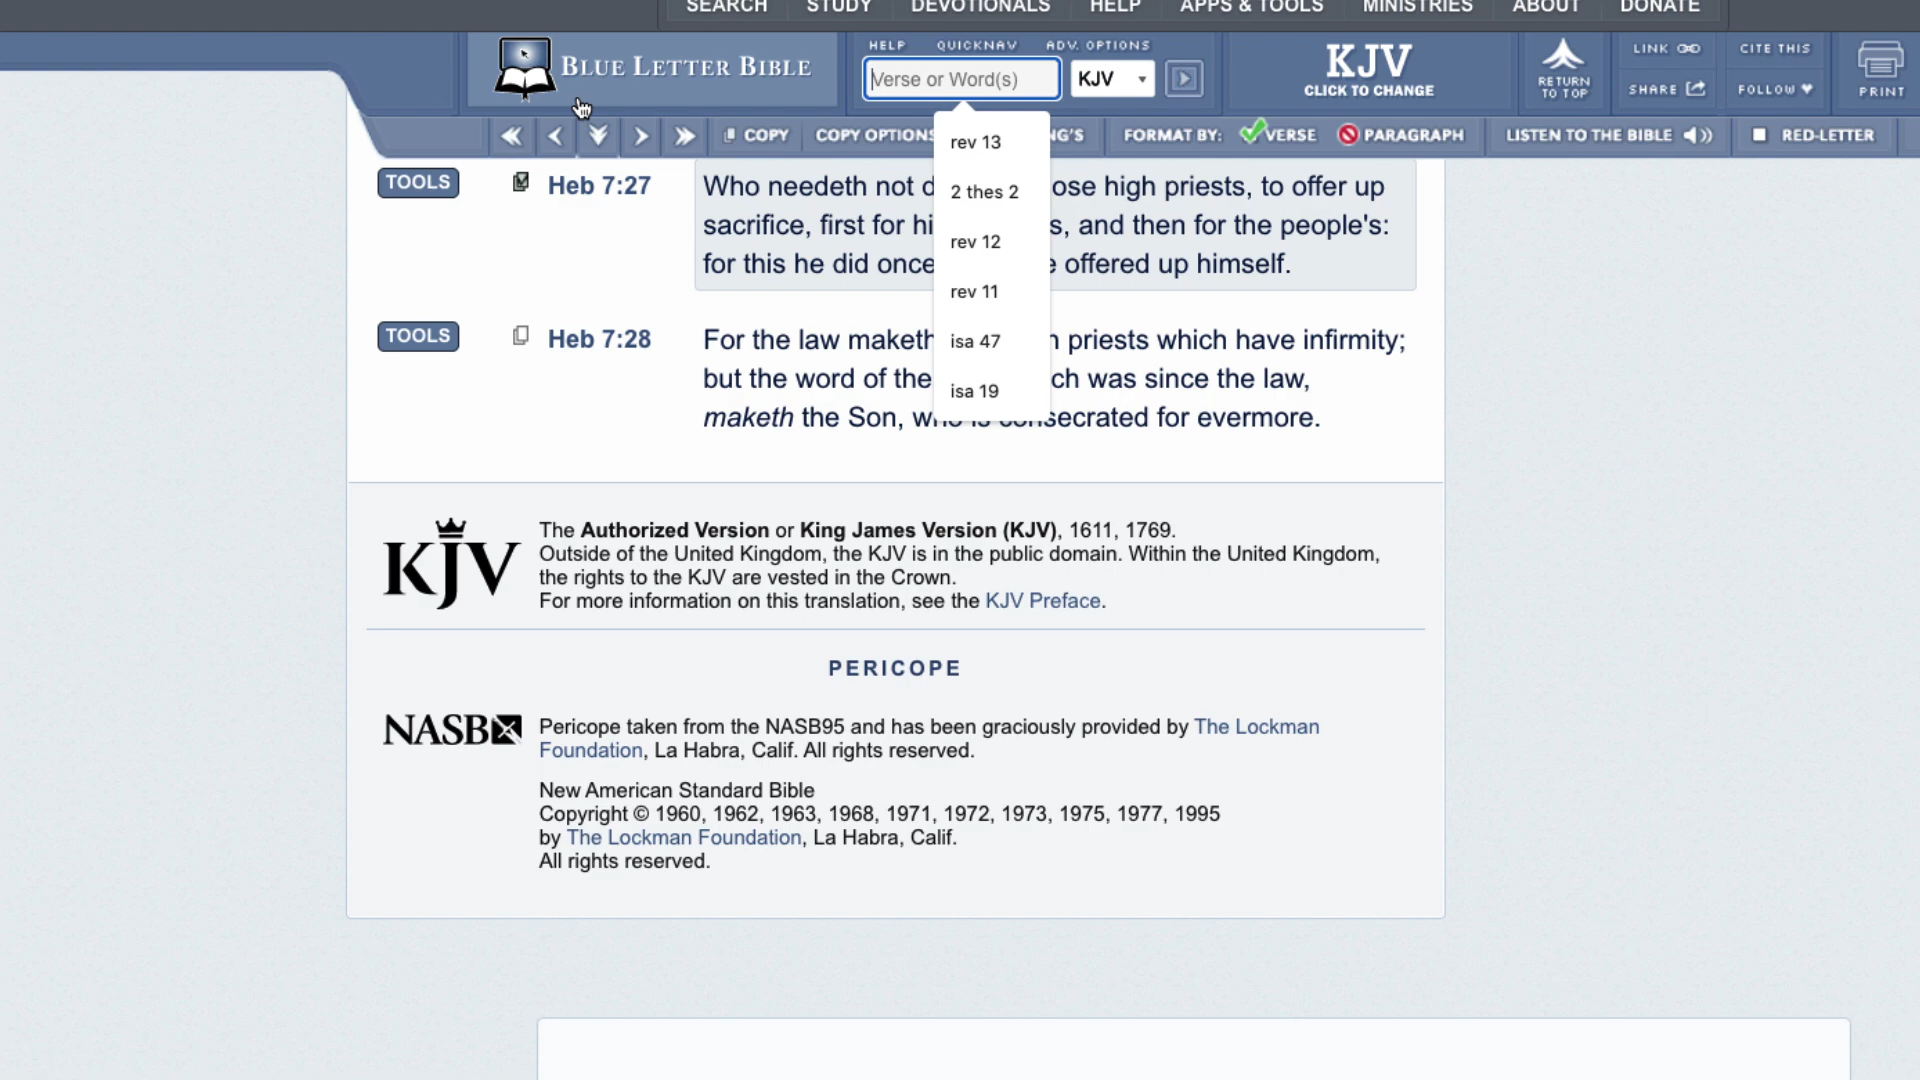 SEARCH STUDY DEVOTIONALS HELP APPS & TOOLS MINISTRIES ABOUT DONATE
BLUE LETTER BIBLE
HELP QUICKNAV ADV. OPTIONS
Verse or Word(s) KJV
KJV
CLICK TO CHANGE
RETURN
TO TOP
LINK
SHARE
CITE THIS
FOLLOW
PRINT
COPY COPY OPTIONS G'S FORMAT BY: VERSE PARAGRAPH LISTEN TO THE BIBLE RED-LETTER
rev 13
2 thes 2
rev 12
rev 11
isa 47
isa 19
TOOLS Heb 7:27 Who needeth not d ose high priests, to offer up
sacrifice, first for hi s, and then for the people's:
for this he did once e offered up himself.
TOOLS Heb 7:28 For the law maketh priests which have infirmity;
but the word of the ch was since the law,
maketh the Son, who is consecrated for evermore.
KJV
The Authorized Version or King James Version (KJV), 1611, 1769.
Outside of the United Kingdom, the KJV is in the public domain. Within the United Kingdom,
the rights to the KJV are vested in the Crown.
For more information on this translation, see the KJV Preface.
PERICOPE
NASB
Pericope taken from the NASB95 and has been graciously provided by The Lockman
Foundation, La Habra, Calif. All rights reserved.
New American Standard Bible
Copyright © 1960, 1962, 1963, 1968, 1971, 1972, 1973, 1975, 1977, 1995
by The Lockman Foundation, La Habra, Calif.
All rights reserved.